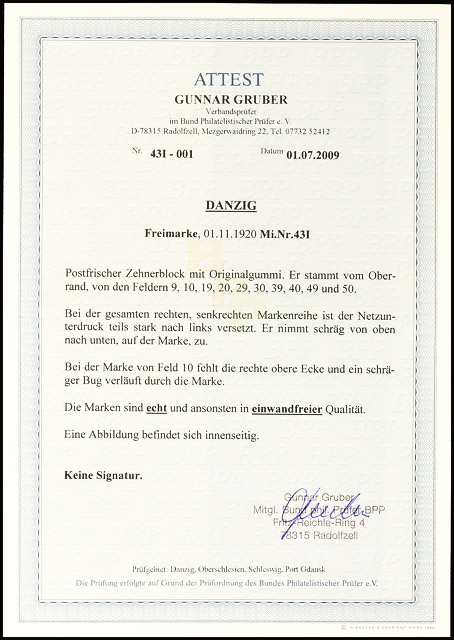 ATTEST
GUNNAR GRUBER
Verbandsprüfer
im Bund Philatelistischer Prüfer e. V.
D-78315 Radolfzell, Mezgerwaidring 22, Tel. 07732 52412
Nr. 43I - 001 Datum 01.07.2009
DANZIG
Freimarke, 01.11.1920 Mi.Nr.43I
Postfrischer Zehnerblock mit Originalgummi. Er stammt vom Ober-
rand, von den Feldern 9, 10, 19, 20, 29, 30, 39, 40, 49 und 50.
Bei der gesamten rechten, senkrechten Markenreihe ist der Netzun-
terdruck teils stark nach links versetzt. Er nimmt schräg von oben
nach unten, auf der Marke, zu.
Bei der Marke von Feld 10 fehlt die rechte obere Ecke und ein schrä-
ger Bug verläuft durch die Marke.
Die Marken sind echt und ansonsten in einwandfreier Qualität.
Eine Abbildung befindet sich innenseitig.
Keine Signatur.
Gunnar Gruber
Mitgl. Bund phil. Prüfer BPP
Fritz-Reichle-Ring 4
78315 Radolfzell
Prüfgebiet: Danzig, Oberschlesien, Schleswig, Port Gdansk
Die Prüfung erfolgte auf Grund der Prüfordnung des Bundes Philatelistischer Prüfer e.V.